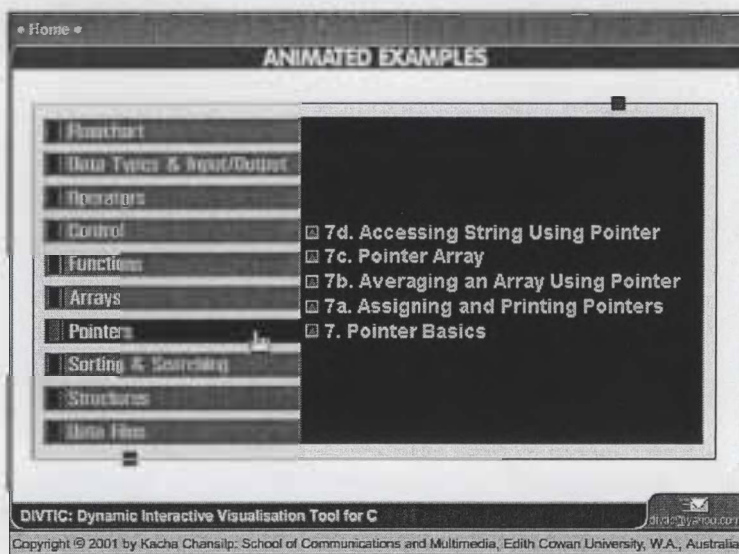 Home
ANIMATED EXAMPLES
Flowchart
Data Types & Input/Output
Operators
Control
Functions
Arrays
Pointers
Sorting & Searching
Structures
Data Files
7d. Accessing String Using Pointer
7c. Pointer Array
7b. Averaging an Array Using Pointer
7a. Assigning and Printing Pointers
7. Pointer Basics
DIVTIC: Dynamic Interactive Visualisation Tool for C
divtic@yahoo.com
Copyright © 2001 by Kacha Chansilp: School of Communications and Multimedia, Edith Cowan University, W.A., Australia